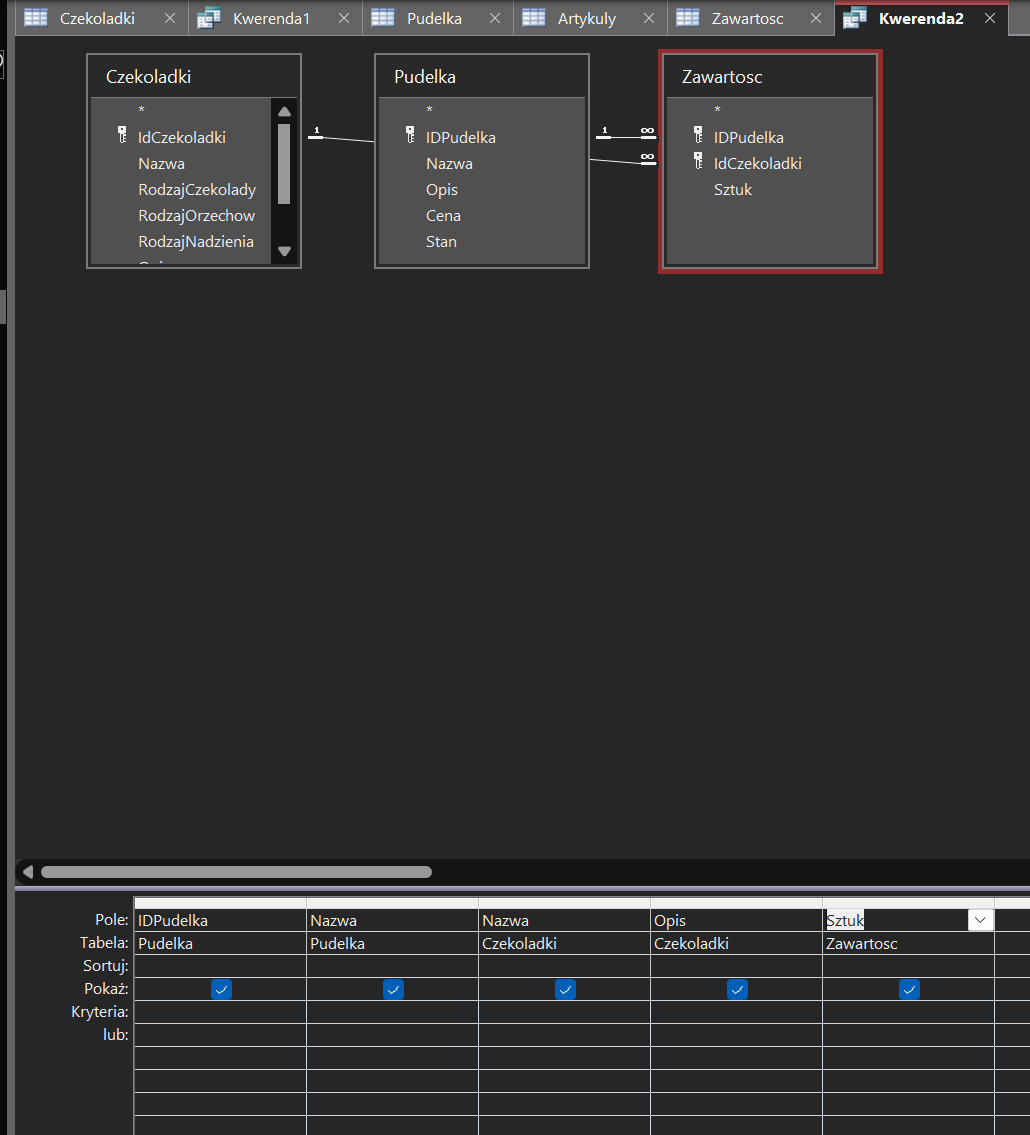 Czekoladki Kwerenda1 Pudelka Artykuly Zawartosc Kwerenda2
Czekoladki
*
IdCzekoladki
Nazwa
RodzajCzekolady
RodzajOrzechow
RodzajNadzienia
1
Pudelka
*
IDPudelka
Nazwa
Opis
Cena
Stan
1 ∞
∞
Zawartosc
*
IDPudelka
IdCzekoladki
Sztuk
Pole: IDPudelka Nazwa Nazwa Opis Sztuk
Tabela: Pudelka Pudelka Czekoladki Czekoladki Zawartosc
Sortuj:
Pokaż:
Kryteria:
lub: